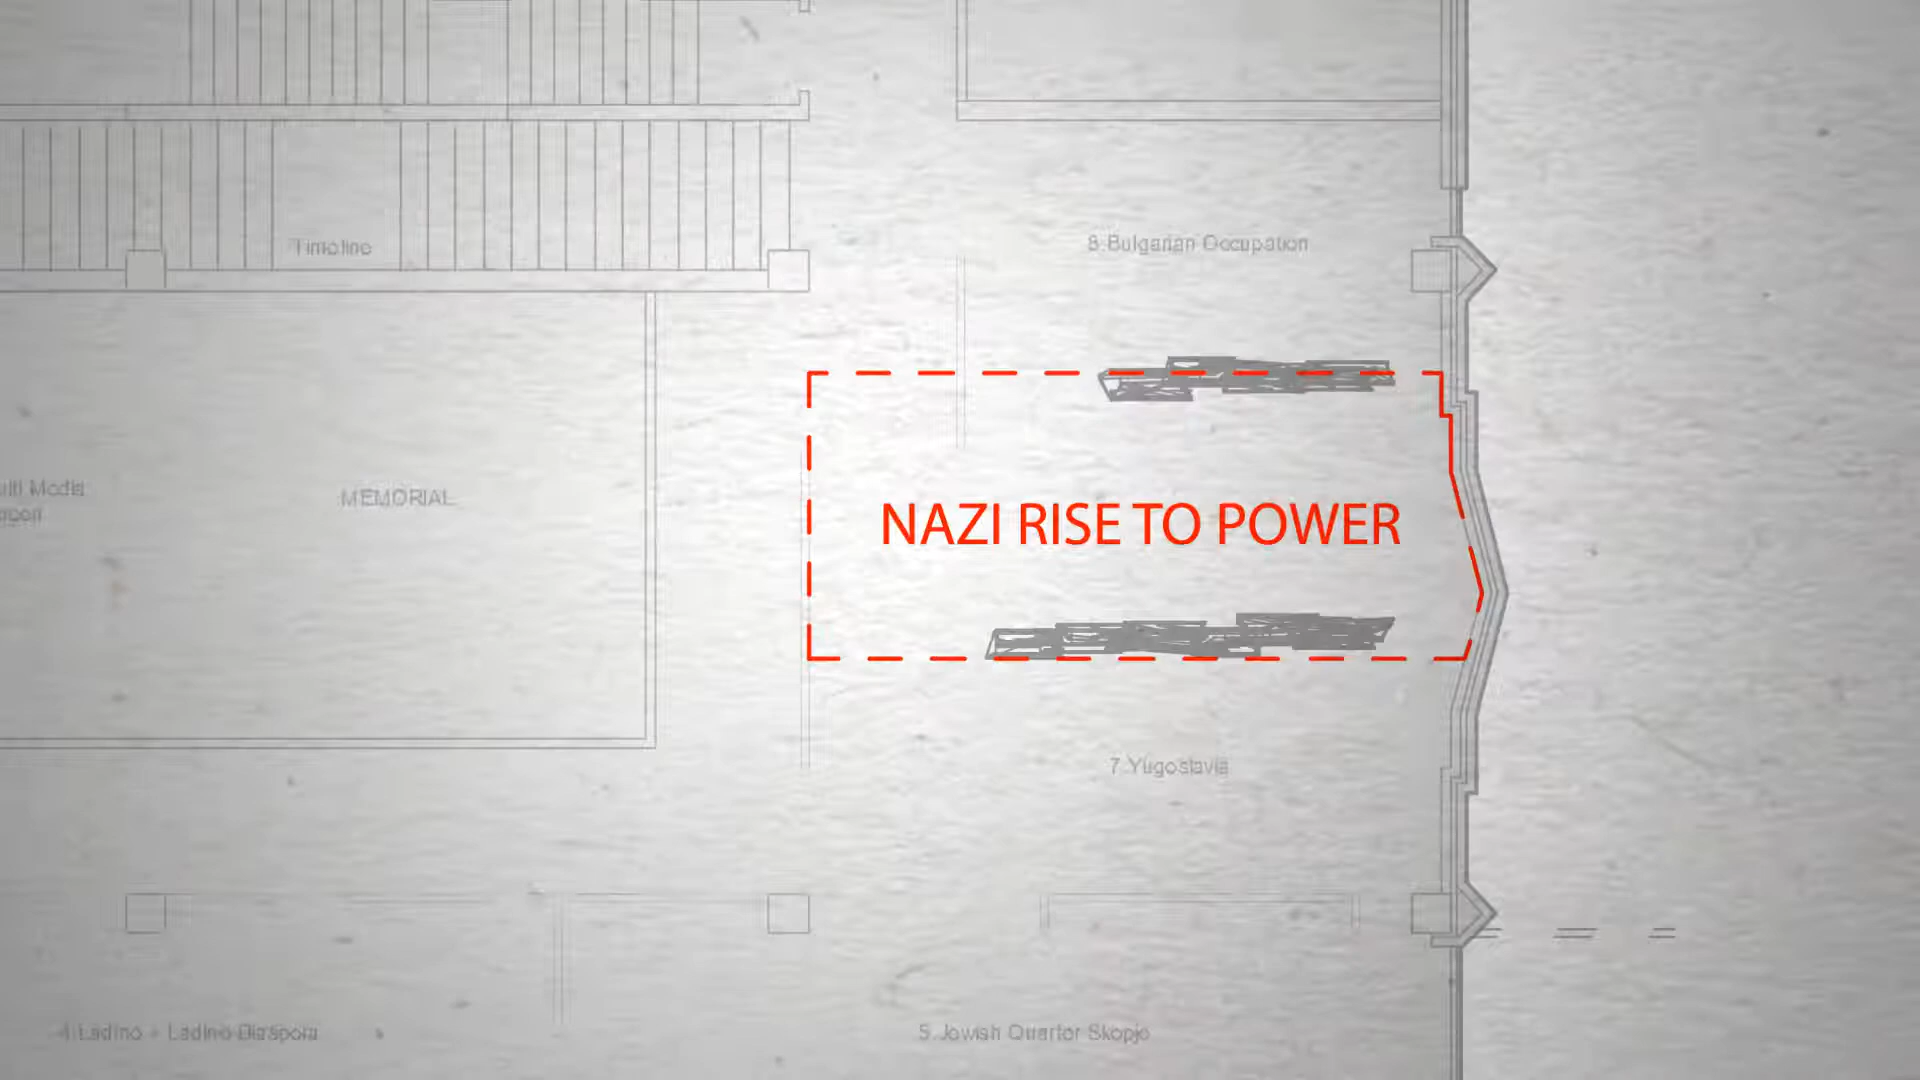 Timeline
8.Bulgarian Occupation
MEMORIAL
NAZI RISE TO POWER
7.Yugoslavia
4.Ladino + Ladino Diaspora
5.Jewish Quarter Skopje